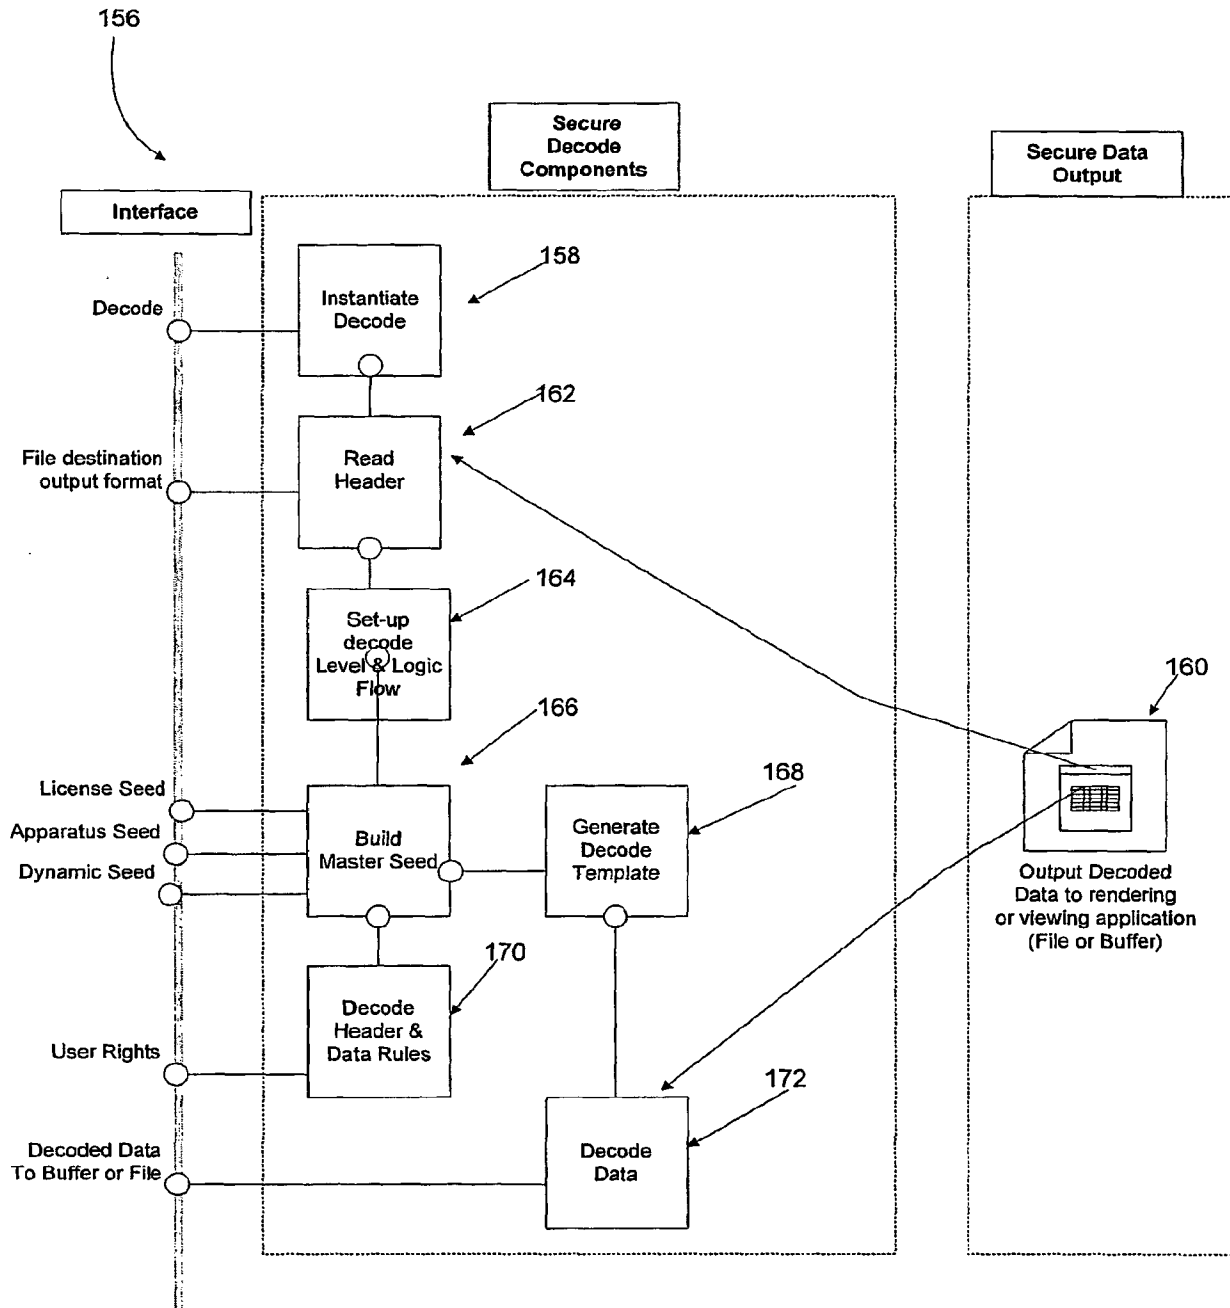 156
Secure
Decode
Components
Secure Data
Output
Interface
158
Instantiate
Decode
Decode
162
File destination
output format
Read
Header
164
Set-up
decode
Level & Logic
Flow
160
166
168
License Seed
Apparatus Seed
Dynamic Seed
Build
Master Seed
Generate
Decode
Template
Output Decoded
Data to rendering
or viewing application
(File or Buffer)
170
Decode
Header &
Data Rules
User Rights
172
Decoded Data
To Buffer or File
Decode
Data